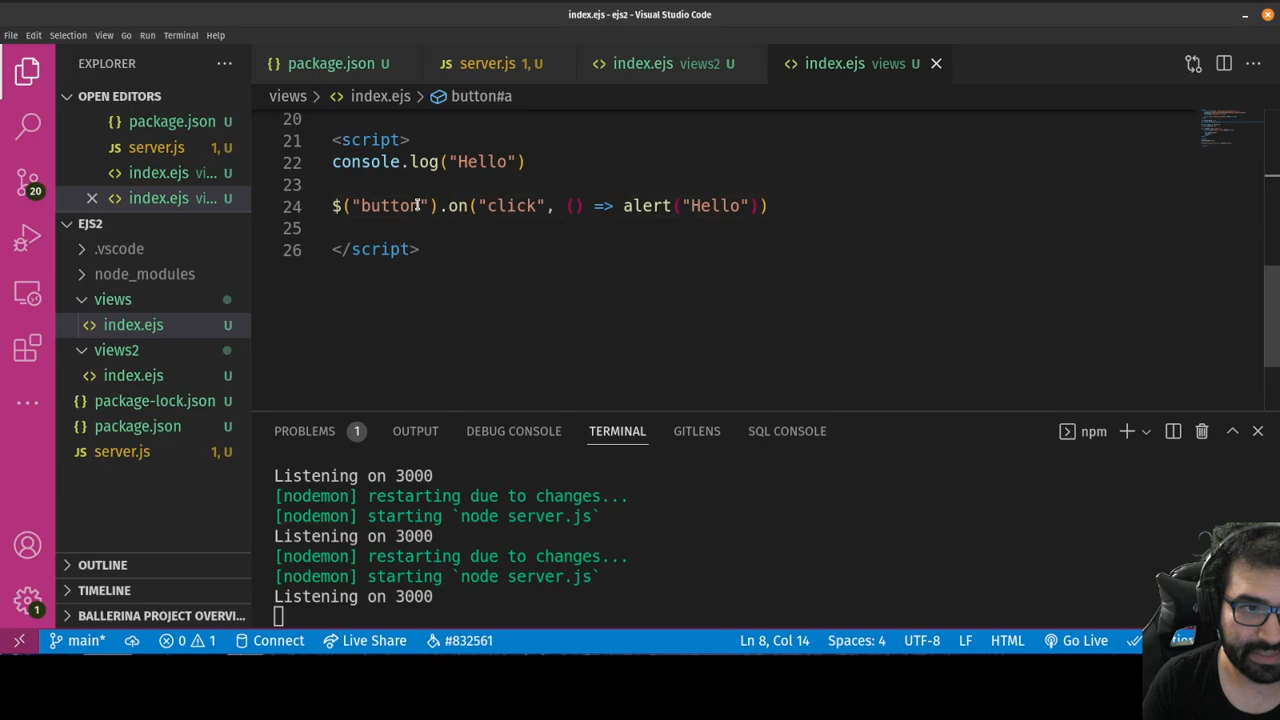 index.ejs - ejs2 - Visual Studio Code
File Edit Selection View Go Run Terminal Help
EXPLORER
package.json U
server.js 1, U
index.ejs views2 U
index.ejs views U
views > index.ejs > button#a
OPEN EDITORS
package.json U
server.js 1, U
index.ejs vi... U
index.ejs vi... U
EJS2
.vscode
node_modules
views
index.ejs U
views2
index.ejs U
package-lock.json U
package.json U
server.js 1, U
OUTLINE
TIMELINE
BALLERINA PROJECT OVERVI...
20
1
20
21 <script>
22 console.log("Hello")
23
24 $("button").on("click", () => alert("Hello"))
25
26 </script>
PROBLEMS 1 OUTPUT DEBUG CONSOLE TERMINAL GITLENS SQL CONSOLE
npm
Listening on 3000
[nodemon] restarting due to changes...
[nodemon] starting `node server.js`
Listening on 3000
[nodemon] restarting due to changes...
[nodemon] starting `node server.js`
Listening on 3000
main* 0 1 Connect Live Share #832561 Ln 8, Col 14 Spaces: 4 UTF-8 LF HTML Go Live